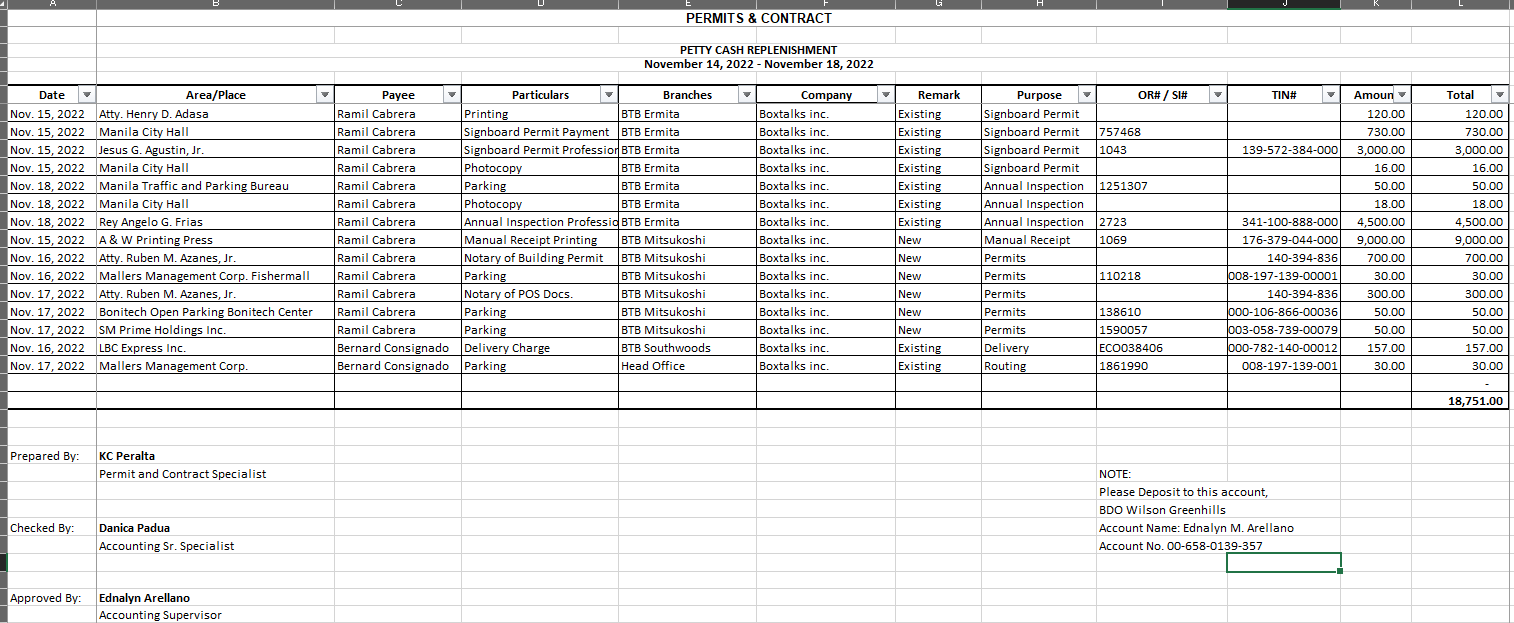 A B C D E F G H I J K L
PERMITS & CONTRACT
PETTY CASH REPLENISHMENT
November 14, 2022 - November 18, 2022
Date Area/Place Payee Particulars Branches Company Remark Purpose OR# / SI# TIN# Amoun Total
Nov. 15, 2022 Atty. Henry D. Adasa Ramil Cabrera Printing BTB Ermita Boxtalks inc. Existing Signboard Permit 120.00 120.00
Nov. 15, 2022 Manila City Hall Ramil Cabrera Signboard Permit Payment BTB Ermita Boxtalks inc. Existing Signboard Permit 757468 730.00 730.00
Nov. 15, 2022 Jesus G. Agustin, Jr. Ramil Cabrera Signboard Permit Profession BTB Ermita Boxtalks inc. Existing Signboard Permit 1043 139-572-384-000 3,000.00 3,000.00
Nov. 15, 2022 Manila City Hall Ramil Cabrera Photocopy BTB Ermita Boxtalks inc. Existing Signboard Permit 16.00 16.00
Nov. 18, 2022 Manila Traffic and Parking Bureau Ramil Cabrera Parking BTB Ermita Boxtalks inc. Existing Annual Inspection 1251307 50.00 50.00
Nov. 18, 2022 Manila City Hall Ramil Cabrera Photocopy BTB Ermita Boxtalks inc. Existing Annual Inspection 18.00 18.00
Nov. 18, 2022 Rey Angelo G. Frias Ramil Cabrera Annual Inspection Professio BTB Ermita Boxtalks inc. Existing Annual Inspection 2723 341-100-888-000 4,500.00 4,500.00
Nov. 15, 2022 A & W Printing Press Ramil Cabrera Manual Receipt Printing BTB Mitsukoshi Boxtalks inc. New Manual Receipt 1069 176-379-044-000 9,000.00 9,000.00
Nov. 16, 2022 Atty. Ruben M. Azanes, Jr. Ramil Cabrera Notary of Building Permit BTB Mitsukoshi Boxtalks inc. New Permits 140-394-836 700.00 700.00
Nov. 16, 2022 Mallers Management Corp. Fishermall Ramil Cabrera Parking BTB Mitsukoshi Boxtalks inc. New Permits 110218 008-197-139-00001 30.00 30.00
Nov. 17, 2022 Atty. Ruben M. Azanes, Jr. Ramil Cabrera Notary of POS Docs. BTB Mitsukoshi Boxtalks inc. New Permits 140-394-836 300.00 300.00
Nov. 17, 2022 Bonitech Open Parking Bonitech Center Ramil Cabrera Parking BTB Mitsukoshi Boxtalks inc. New Permits 138610 000-106-866-00036 50.00 50.00
Nov. 17, 2022 SM Prime Holdings Inc. Ramil Cabrera Parking BTB Mitsukoshi Boxtalks inc. New Permits 1590057 003-058-739-00079 50.00 50.00
Nov. 16, 2022 LBC Express Inc. Bernard Consignado Delivery Charge BTB Southwoods Boxtalks inc. Existing Delivery ECO038406 000-782-140-00012 157.00 157.00
Nov. 17, 2022 Mallers Management Corp. Bernard Consignado Parking Head Office Boxtalks inc. Existing Routing 1861990 008-197-139-001 30.00 30.00
-
18,751.00
Prepared By: KC Peralta
Permit and Contract Specialist NOTE:
Please Deposit to this account,
BDO Wilson Greenhills
Checked By: Danica Padua Account Name: Ednalyn M. Arellano
Accounting Sr. Specialist Account No. 00-658-0139-357
Approved By: Ednalyn Arellano
Accounting Supervisor